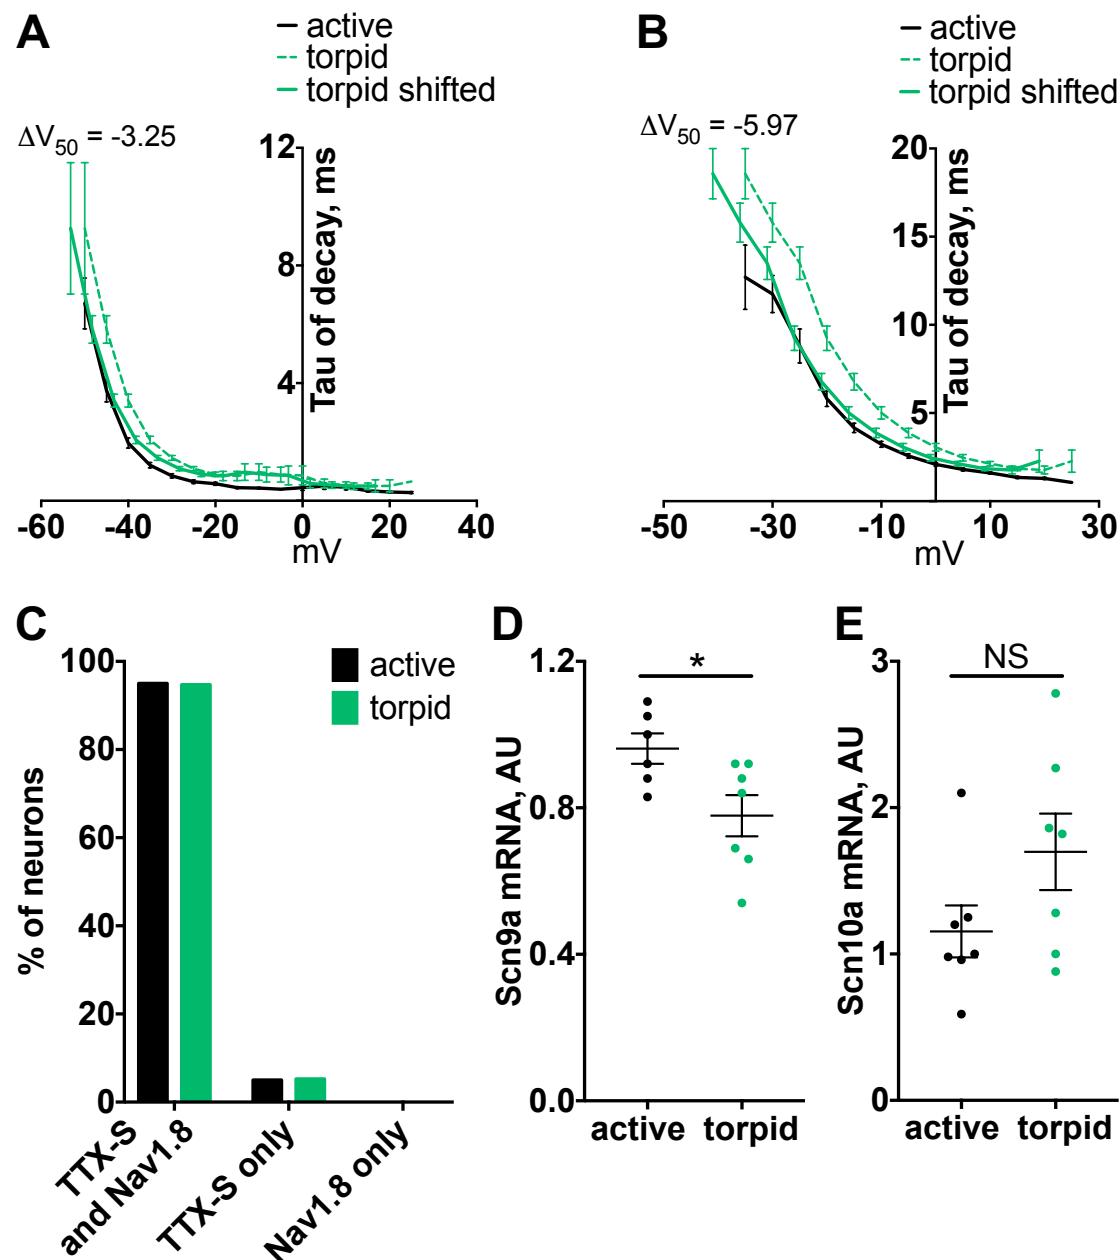 A
active
torpid
torpid shifted
ΔV50 = -3.25
Tau of decay, ms
12
8
4
-60
-40
-20
0
20
40
mV
B
active
torpid
torpid shifted
ΔV50 = -5.97
Tau of decay, ms
20
15
10
5
-50
-30
-10
10
30
mV
C
active
torpid
% of neurons
100
80
60
40
20
0
TTX-S
and Nav1.8
TTX-S only
Nav1.8 only
D
*
Scn9a mRNA, AU
1.2
0.8
0.4
0.0
active
torpid
E
NS
Scn10a mRNA, AU
3
2
1
0
active
torpid